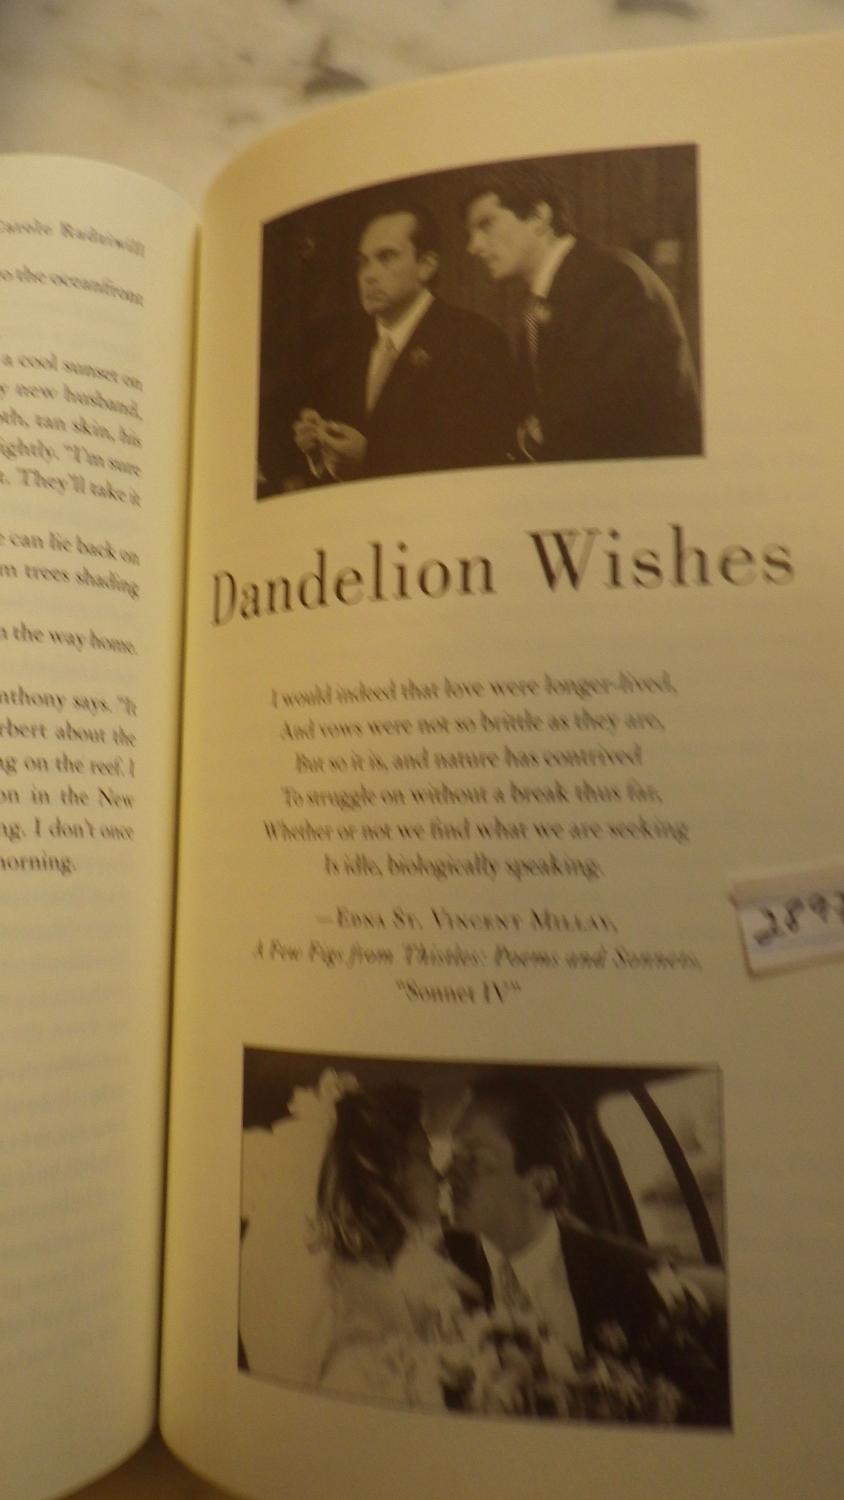 Carole Radziwill
to the oceanfront
a cool sunset on
y new husband,
oth, tan skin, his
ightly. "I'm sure
t. They'll take it
e can lie back on
m trees shading
n the way home.
nthony says. "It
rbert about the
ng on the reef. I
on in the New
ng. I don't once
morning.
Dandelion Wishes
I would indeed that love were longer-lived,
And vows were not so brittle as they are,
But so it is, and nature has contrived
To struggle on without a break thus far,
Whether or not we find what we are seeking
Is idle, biologically speaking.
—Edna St. Vincent Millay,
A Few Figs from Thistles: Poems and Sonnets,
"Sonnet IV"
289